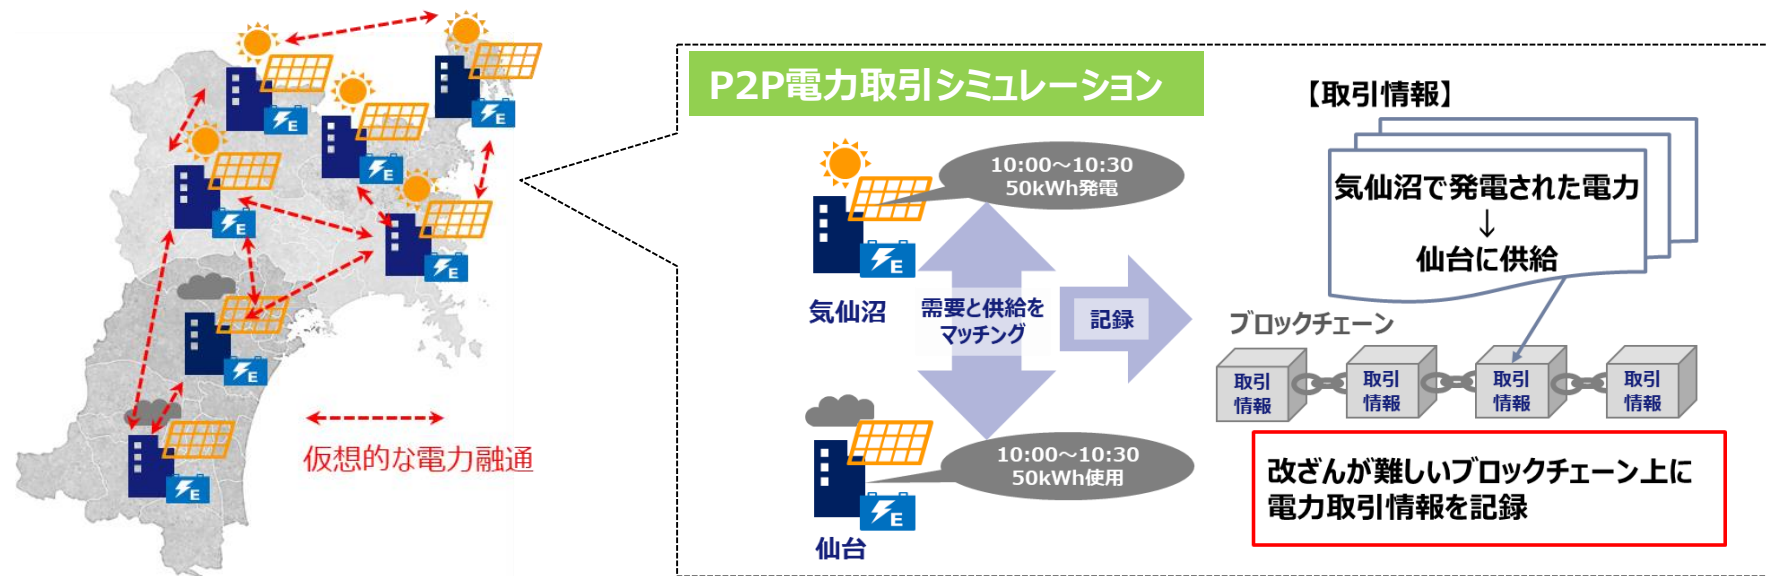 E
E
E
E
E
E
E
仮想的な電力融通
P2P電力取引シミュレーション
10:00～10:30
50kWh発電
E
気仙沼
需要と供給を
マッチング
記録
10:00～10:30
50kWh使用
E
仙台
【取引情報】
気仙沼で発電された電力
↓
仙台に供給
ブロックチェーン
取引
情報
取引
情報
取引
情報
取引
情報
改ざんが難しいブロックチェーン上に
電力取引情報を記録